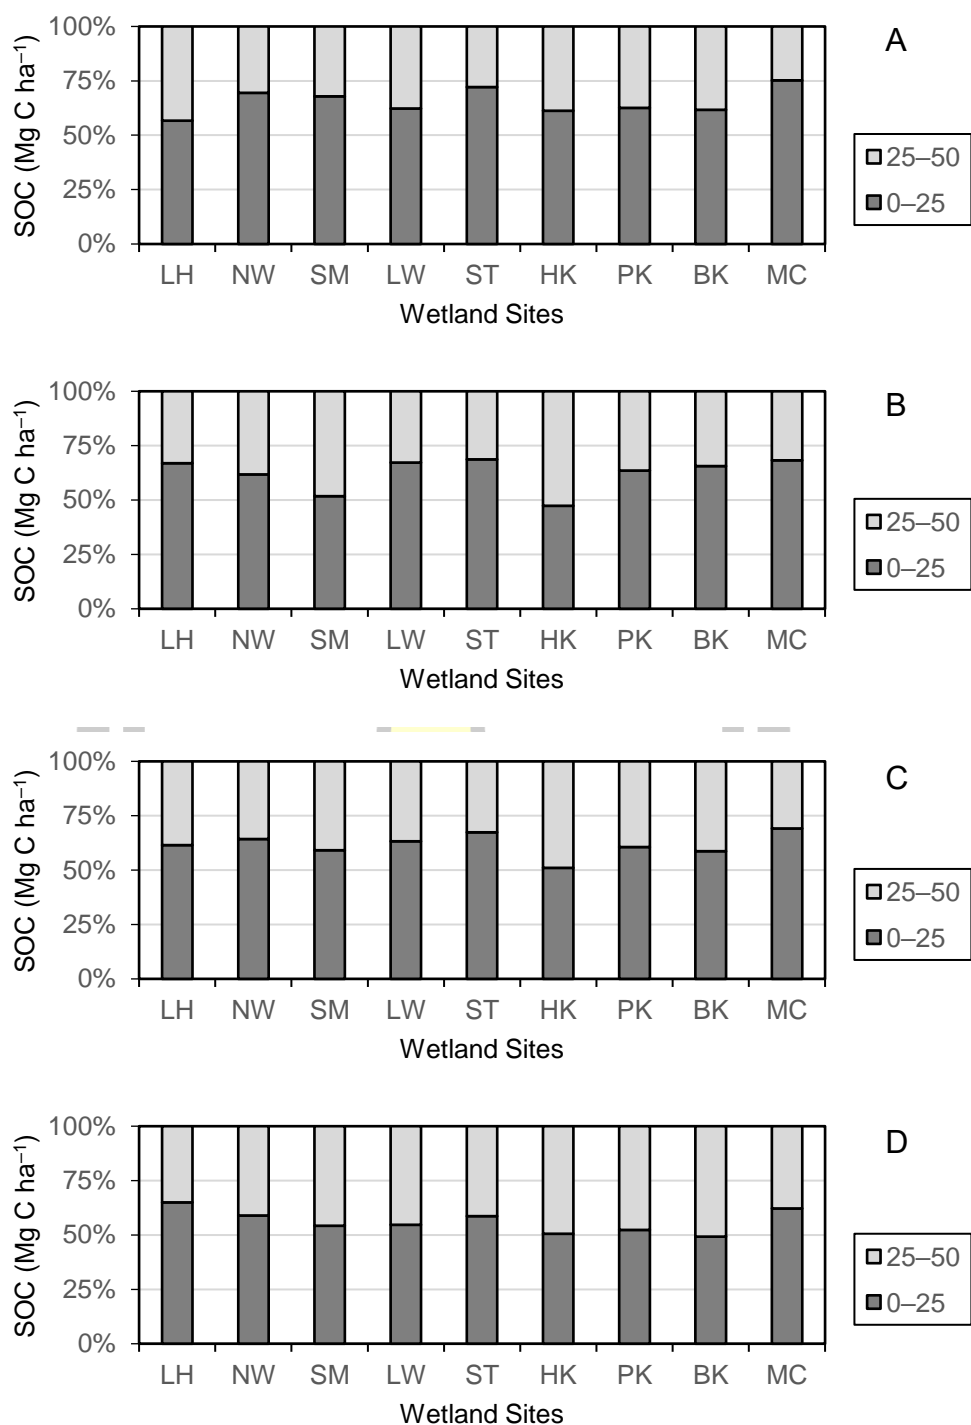 A
SOC (Mg C ha⁻¹)
100%
75%
50%
25%
0%
LH NW SM LW ST HK PK BK MC
Wetland Sites
25–50
0–25
B
SOC (Mg C ha⁻¹)
100%
75%
50%
25%
0%
LH NW SM LW ST HK PK BK MC
Wetland Sites
25–50
0–25
C
SOC (Mg C ha⁻¹)
100%
75%
50%
25%
0%
LH NW SM LW ST HK PK BK MC
Wetland Sites
25–50
0–25
D
SOC (Mg C ha⁻¹)
100%
75%
50%
25%
0%
LH NW SM LW ST HK PK BK MC
Wetland Sites
25–50
0–25